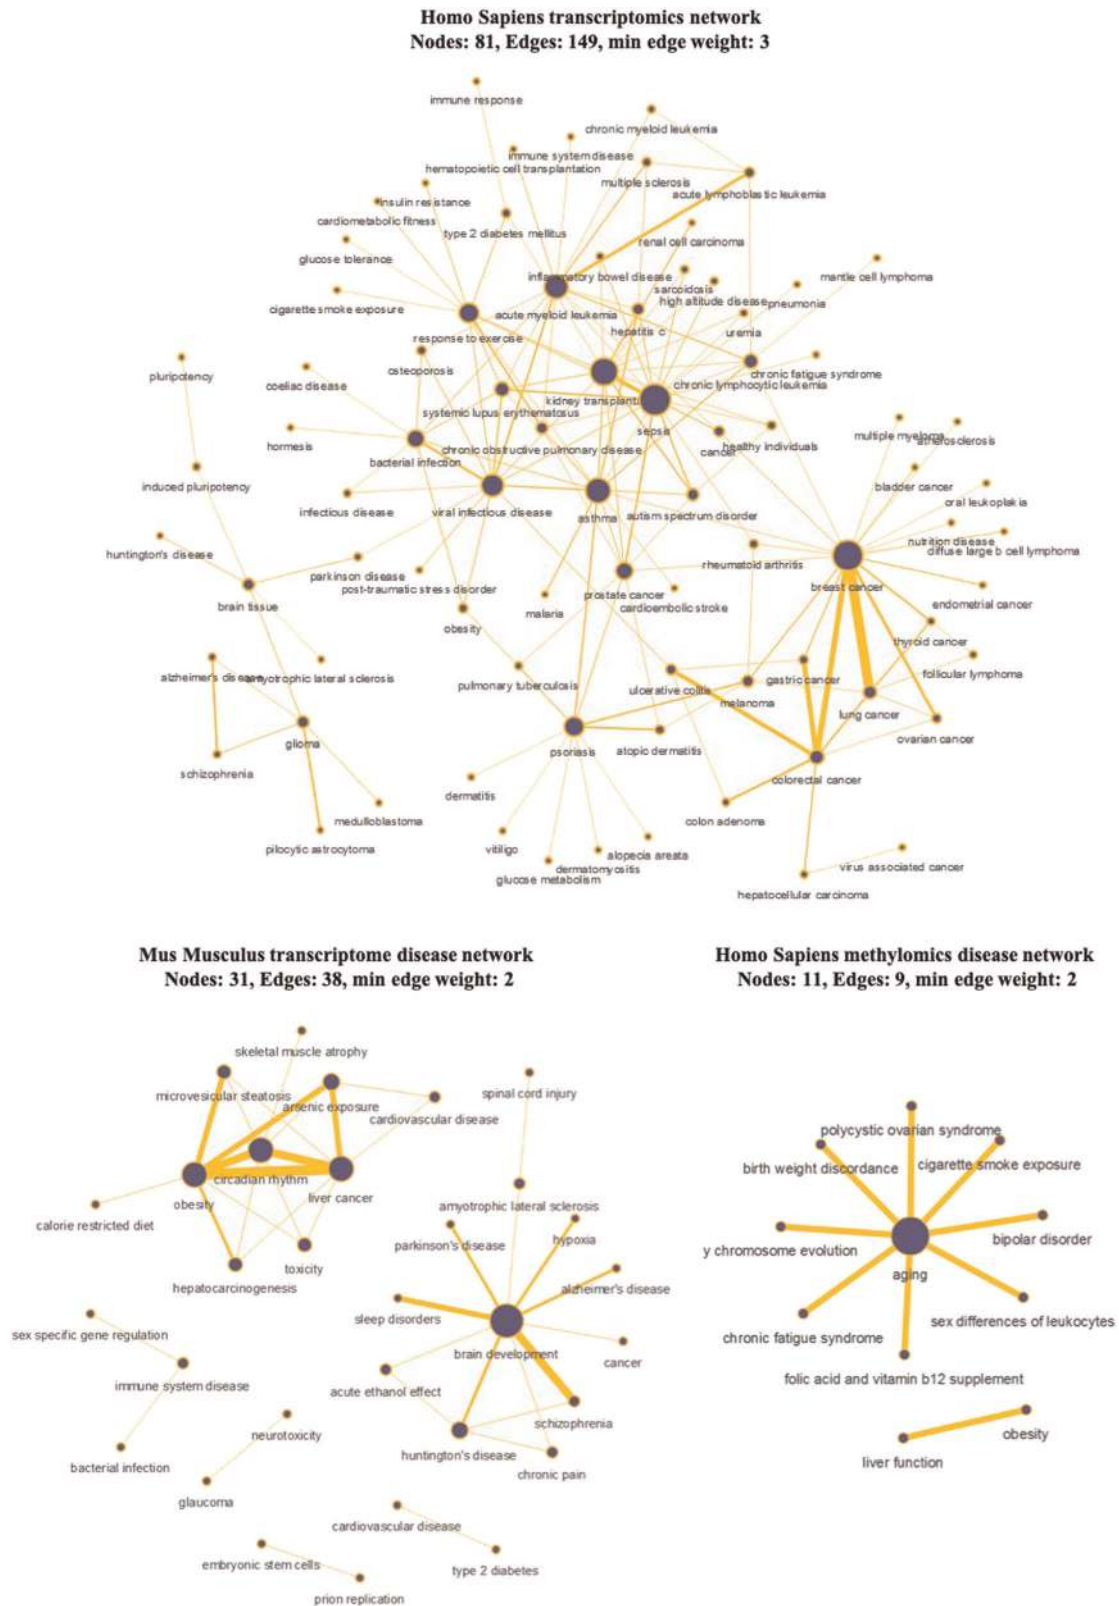 Homo Sapiens transcriptomics network
Nodes: 81, Edges: 149, min edge weight: 3
immune response
chronic myeloid leukemia
immune system disease
hematopoietic cell transplantation
multiple sclerosis
acute lymphoblastic leukemia
insulin resistance
cardiometabolic fitness
type 2 diabetes mellitus
renal cell carcinoma
glucose tolerance
inflammatory bowel disease
mantle cell lymphoma
sarcoidosis
high altitude disease
pneumonia
cigarette smoke exposure
acute myeloid leukemia
hepatitis c
uremia
response to exercise
osteoporosis
pluripotency
coeliac disease
chronic fatigue syndrome
chronic lymphocytic leukemia
kidney transplant
systemic lupus erythematosus
sepsis
hormesis
chronic obstructive pulmonary disease
cancer
healthy individuals
multiple myeloma
atherosclerosis
bacterial infection
induced pluripotency
bladder cancer
infectious disease
viral infectious disease
asthma
autism spectrum disorder
oral leukoplakia
nutrition disease
diffuse large b cell lymphoma
huntington's disease
parkinson disease
post-traumatic stress disorder
rheumatoid arthritis
breast cancer
brain tissue
malaria
prostate cancer
cardioembolic stroke
endometrial cancer
obesity
thyroid cancer
alzheimer's disease
amyotrophic lateral sclerosis
pulmonary tuberculosis
ulcerative colitis
gastric cancer
follicular lymphoma
melanoma
lung cancer
glioma
psoriasis
atopic dermatitis
ovarian cancer
schizophrenia
colorectal cancer
dermatitis
medulloblastoma
colon adenoma
pilocytic astrocytoma
vitiligo
alopecia areata
dermatomyositis
glucose metabolism
virus associated cancer
hepatocellular carcinoma
Mus Musculus transcriptome disease network
Nodes: 31, Edges: 38, min edge weight: 2
skeletal muscle atrophy
microvesicular steatosis
arsenic exposure
cardiovascular disease
spinal cord injury
circadian rhythm
obesity
liver cancer
calorie restricted diet
amyotrophic lateral sclerosis
parkinson's disease
hypoxia
toxicity
hepatocarcinogenesis
alzheimer's disease
sleep disorders
sex specific gene regulation
brain development
cancer
immune system disease
acute ethanol effect
schizophrenia
neurotoxicity
huntington's disease
chronic pain
bacterial infection
glaucoma
cardiovascular disease
embryonic stem cells
type 2 diabetes
prion replication
Homo Sapiens methylomics disease network
Nodes: 11, Edges: 9, min edge weight: 2
polycystic ovarian syndrome
birth weight discordance
cigarette smoke exposure
y chromosome evolution
bipolar disorder
aging
sex differences of leukocytes
chronic fatigue syndrome
folic acid and vitamin b12 supplement
obesity
liver function